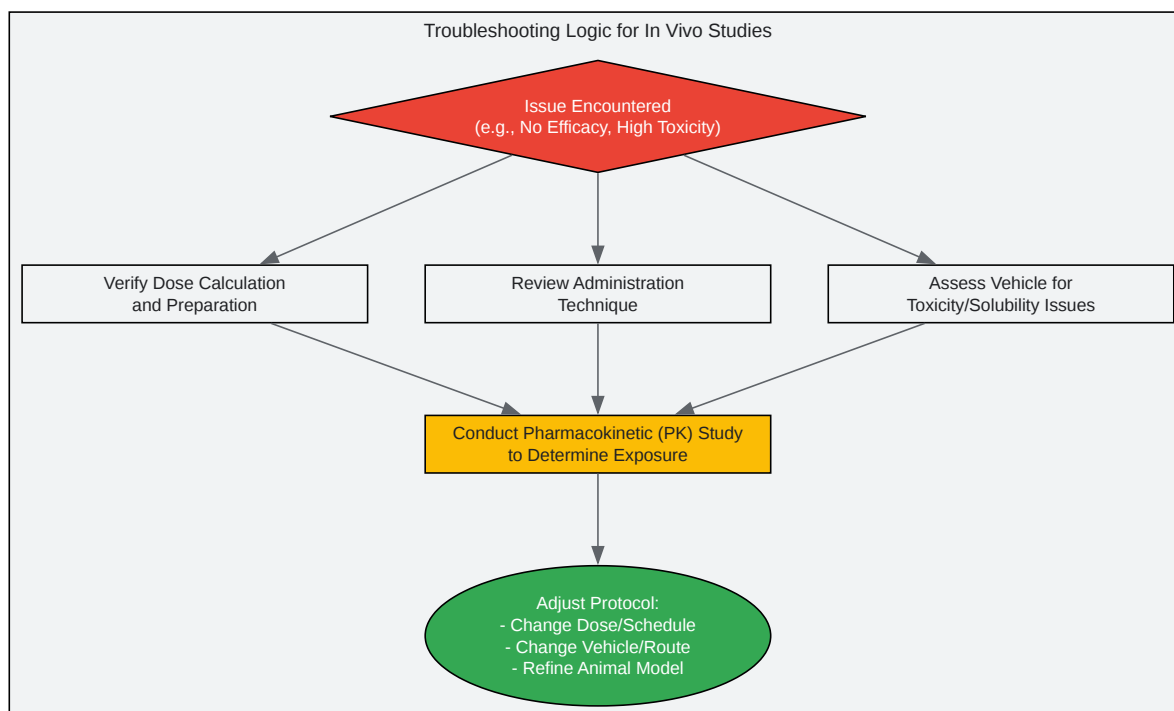 Troubleshooting Logic for In Vivo Studies
Issue Encountered
(e.g., No Efficacy, High Toxicity)
Verify Dose Calculation
and Preparation
Review Administration
Technique
Assess Vehicle for
Toxicity/Solubility Issues
Conduct Pharmacokinetic (PK) Study
to Determine Exposure
Adjust Protocol:
- Change Dose/Schedule
- Change Vehicle/Route
- Refine Animal Model